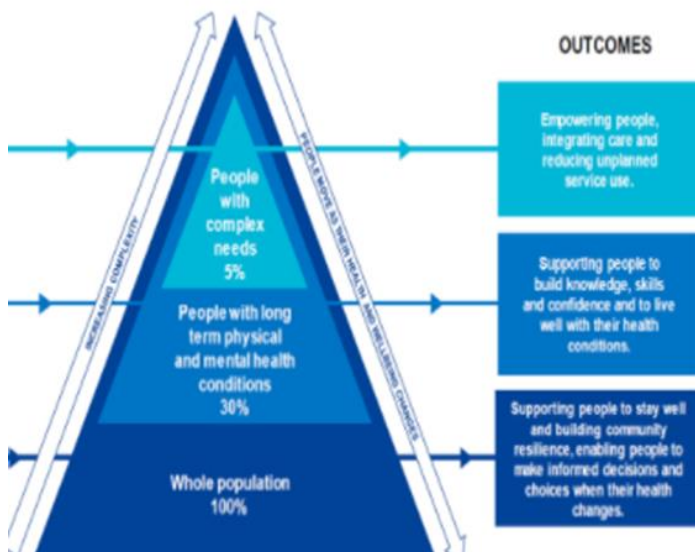 OUTCOMES
Empowering people,
integrating care and
reducing unplanned
service use.
People
with
complex
needs
5%
Supporting people to
build knowledge, skills
and confidence and to live
well with their health
conditions.
People with long
term physical
and mental health
conditions
30%
Supporting people to stay well
and building community
resilience, enabling people to
make informed decisions and
choices when their health
changes.
Whole population
100%
INCREASING COMPLEXITY
PEOPLE MOVE AS THEIR HEALTH AND WELLBEING CHANGES